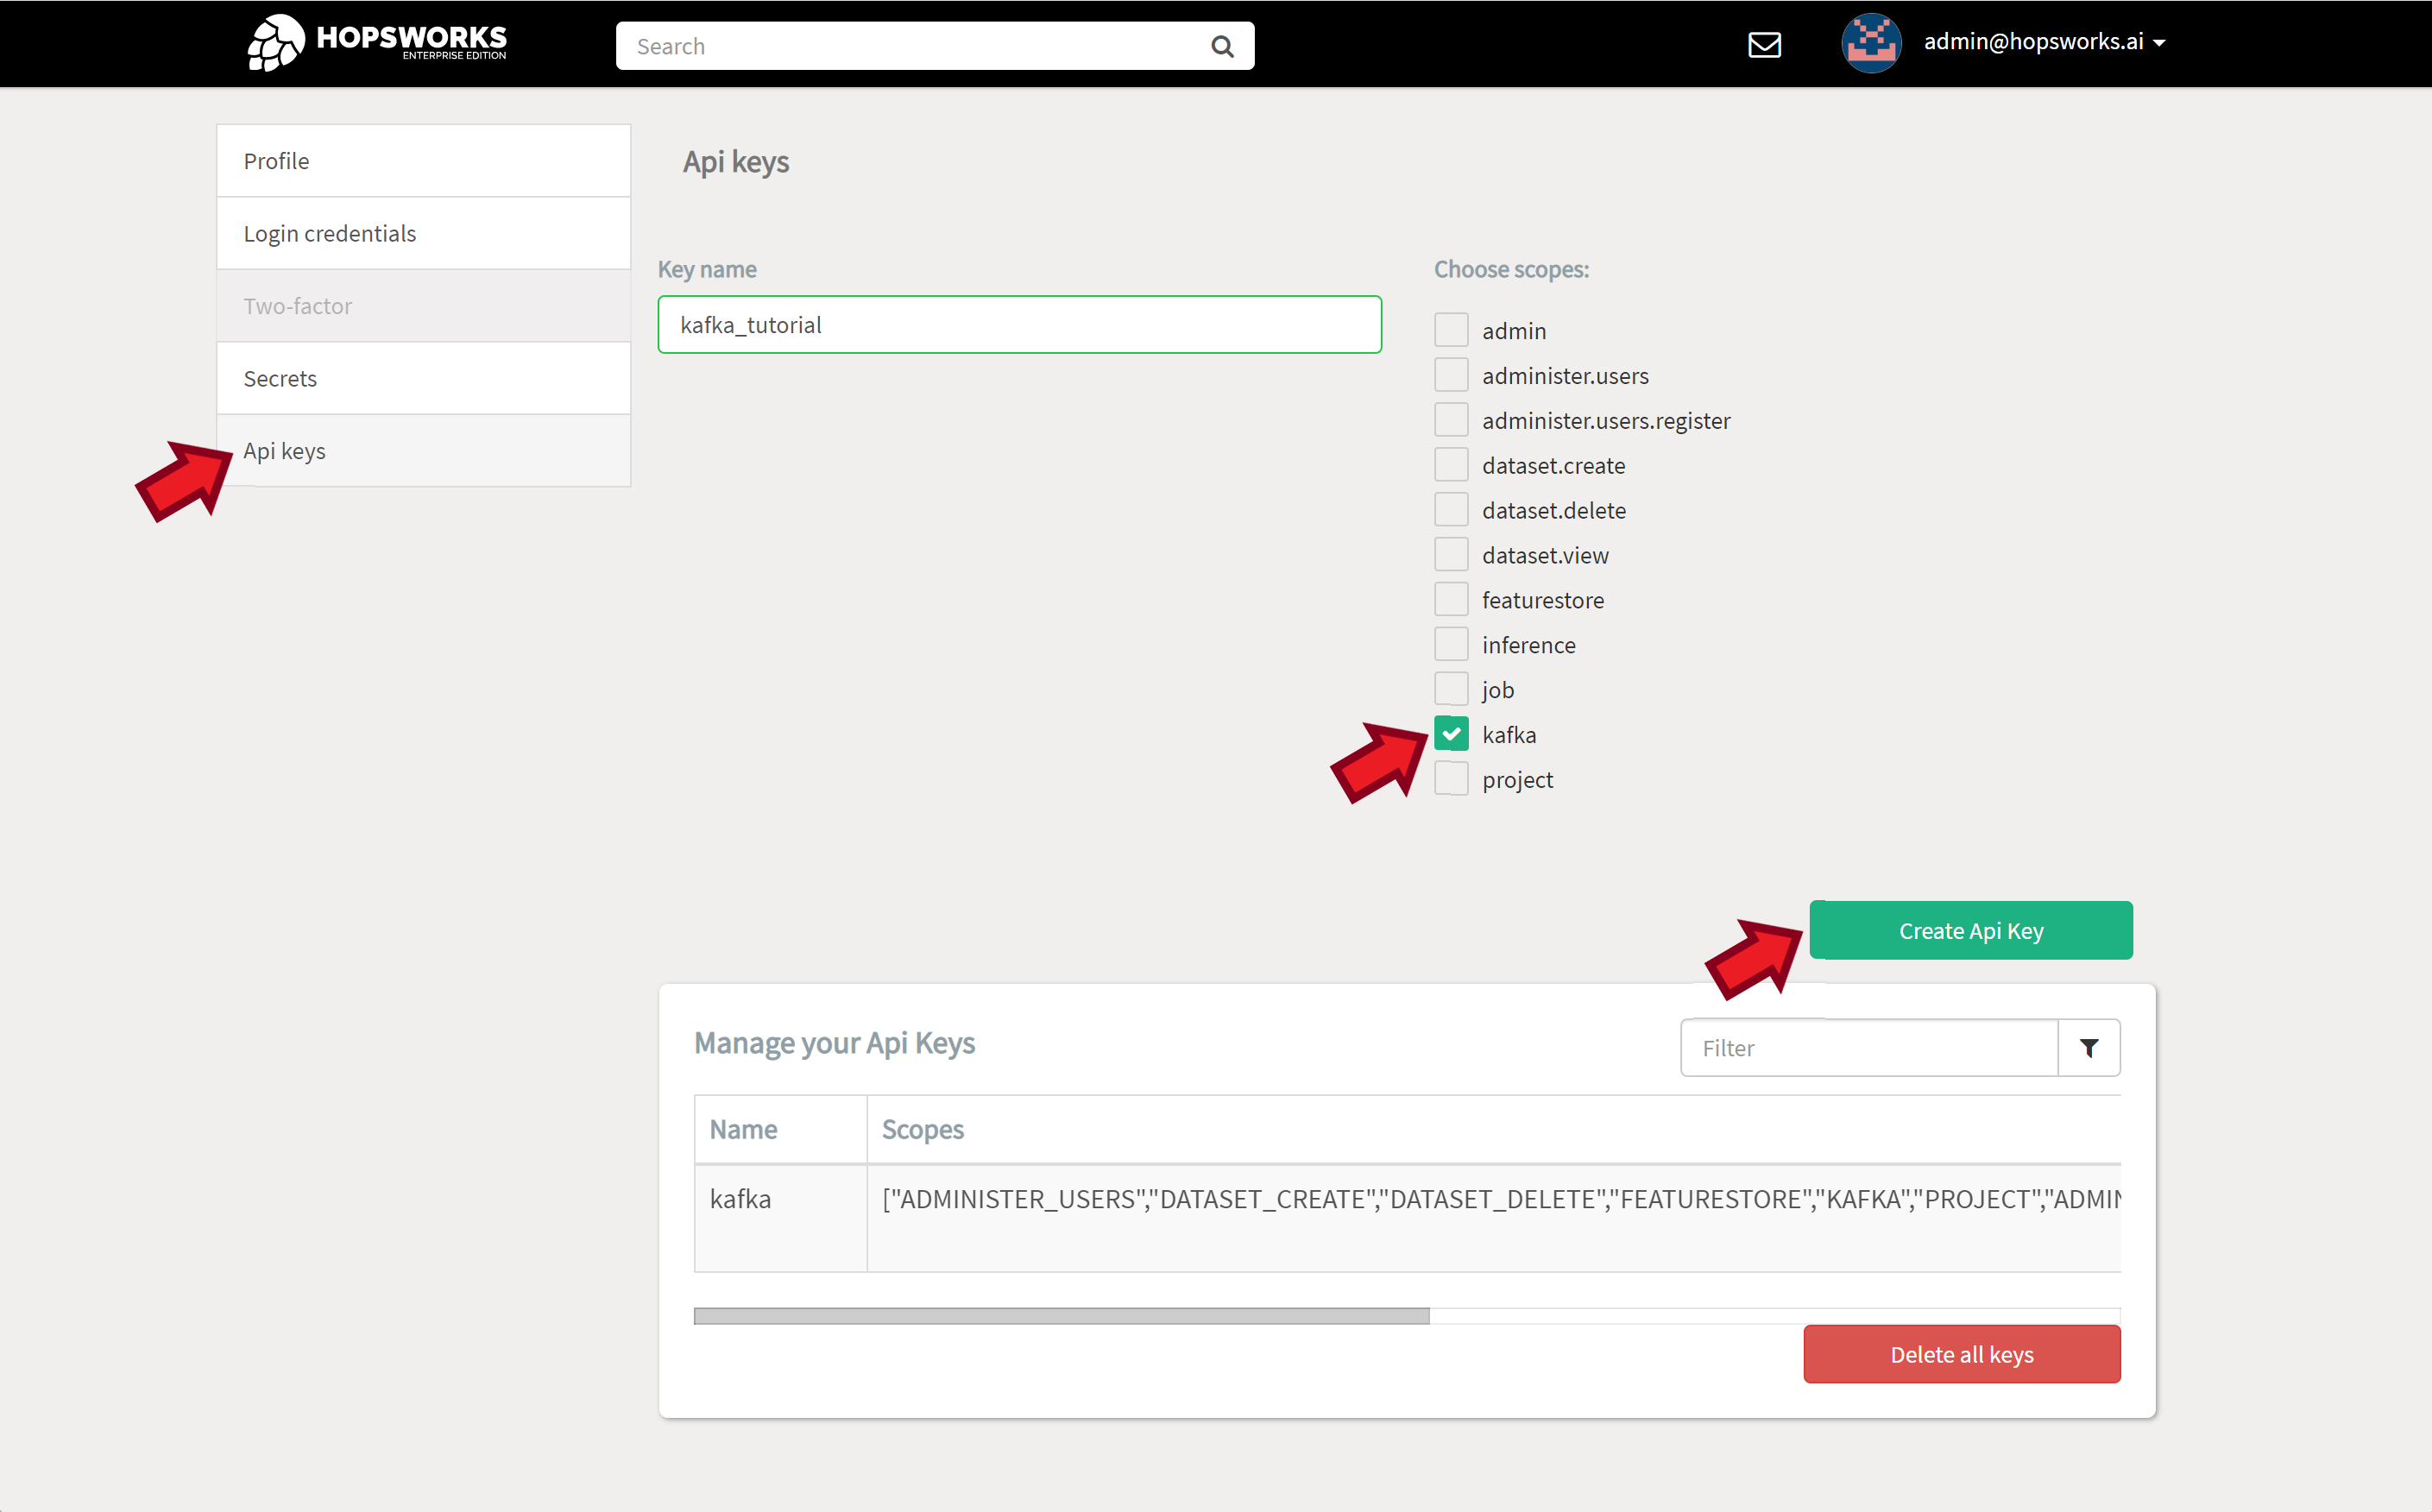 HOPSWORKS
ENTERPRISE EDITION
Search
admin@hopsworks.ai
Profile
Login credentials
Two-factor
Secrets
Api keys
Api keys
Key name
kafka_tutorial
Choose scopes:
admin
administer.users
administer.users.register
dataset.create
dataset.delete
dataset.view
featurestore
inference
job
kafka
project
Create Api Key
Manage your Api Keys
Filter
Name Scopes
kafka ["ADMINISTER_USERS","DATASET_CREATE","DATASET_DELETE","FEATURESTORE","KAFKA","PROJECT","ADMIN
Delete all keys